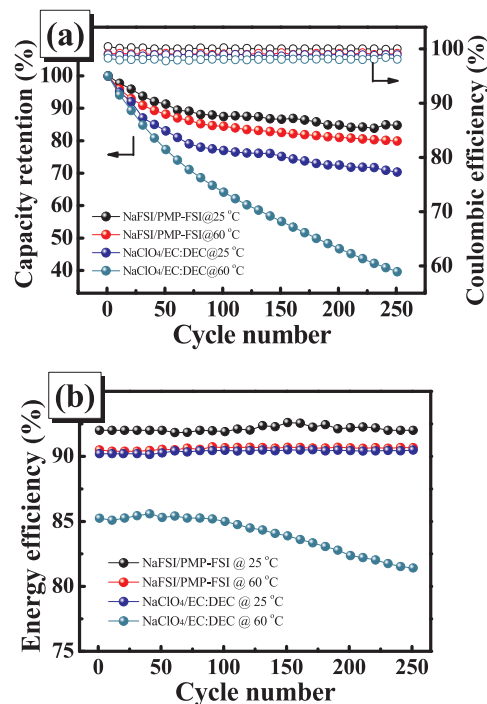 (a)
Capacity retention (%)
100
90
80
70
60
50
40
100
90
80
70
60
Coulombic efficiency (%)
NaFSI/PMP-FSI@25 °C
NaFSI/PMP-FSI@60 °C
NaClO₄/EC:DEC@25 °C
NaClO₄/EC:DEC@60 °C
0 50 100 150 200 250
Cycle number
(b)
Energy efficiency (%)
90
85
80
75
NaFSI/PMP-FSI @ 25 °C
NaFSI/PMP-FSI @ 60 °C
NaClO₄/EC:DEC @ 25 °C
NaClO₄/EC:DEC @ 60 °C
0 50 100 150 200 250
Cycle number